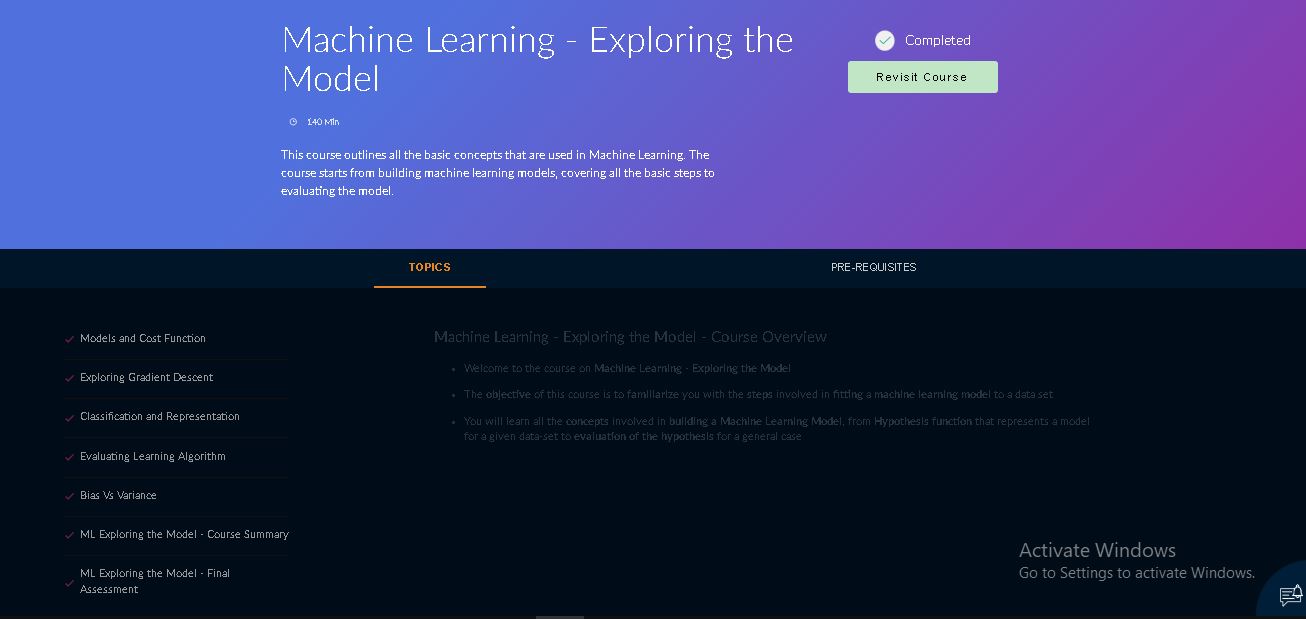 Machine Learning - Exploring the
Model
Completed
Revisit Course
140 Min
This course outlines all the basic concepts that are used in Machine Learning. The
course starts from building machine learning models, covering all the basic steps to
evaluating the model.
TOPICS
PRE-REQUISITES
Models and Cost Function
Exploring Gradient Descent
Classification and Representation
Evaluating Learning Algorithm
Bias Vs Variance
ML Exploring the Model - Course Summary
ML Exploring the Model - Final
Assessment
Machine Learning - Exploring the Model - Course Overview
Welcome to the course on Machine Learning - Exploring the Model
The objective of this course is to familiarize you with the steps involved in fitting a machine learning model to a data set
You will learn all the concepts involved in building a Machine Learning Model, from Hypothesis function that represents a model
for a given data-set to evaluation of the hypothesis for a general case
Activate Windows
Go to Settings to activate Windows.